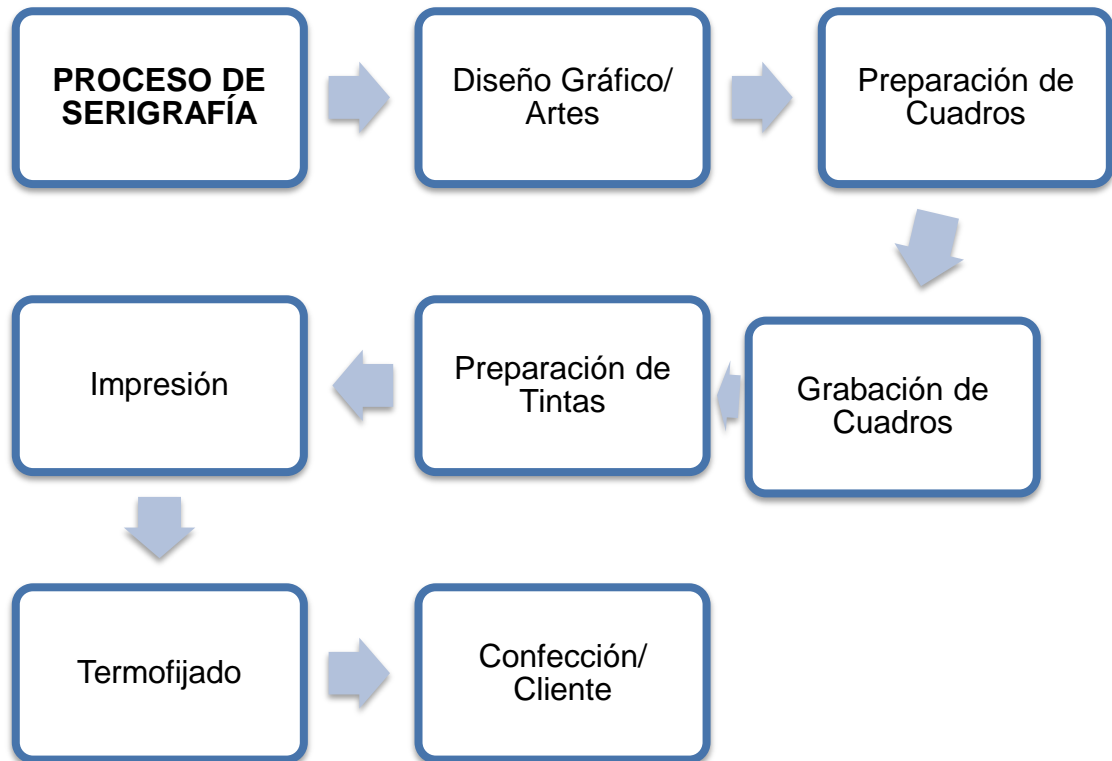 PROCESO DE
SERIGRAFÍA
Diseño Gráfico/
Artes
Preparación de
Cuadros
Grabación de
Cuadros
Preparación de
Tintas
Impresión
Termofijado
Confección/
Cliente